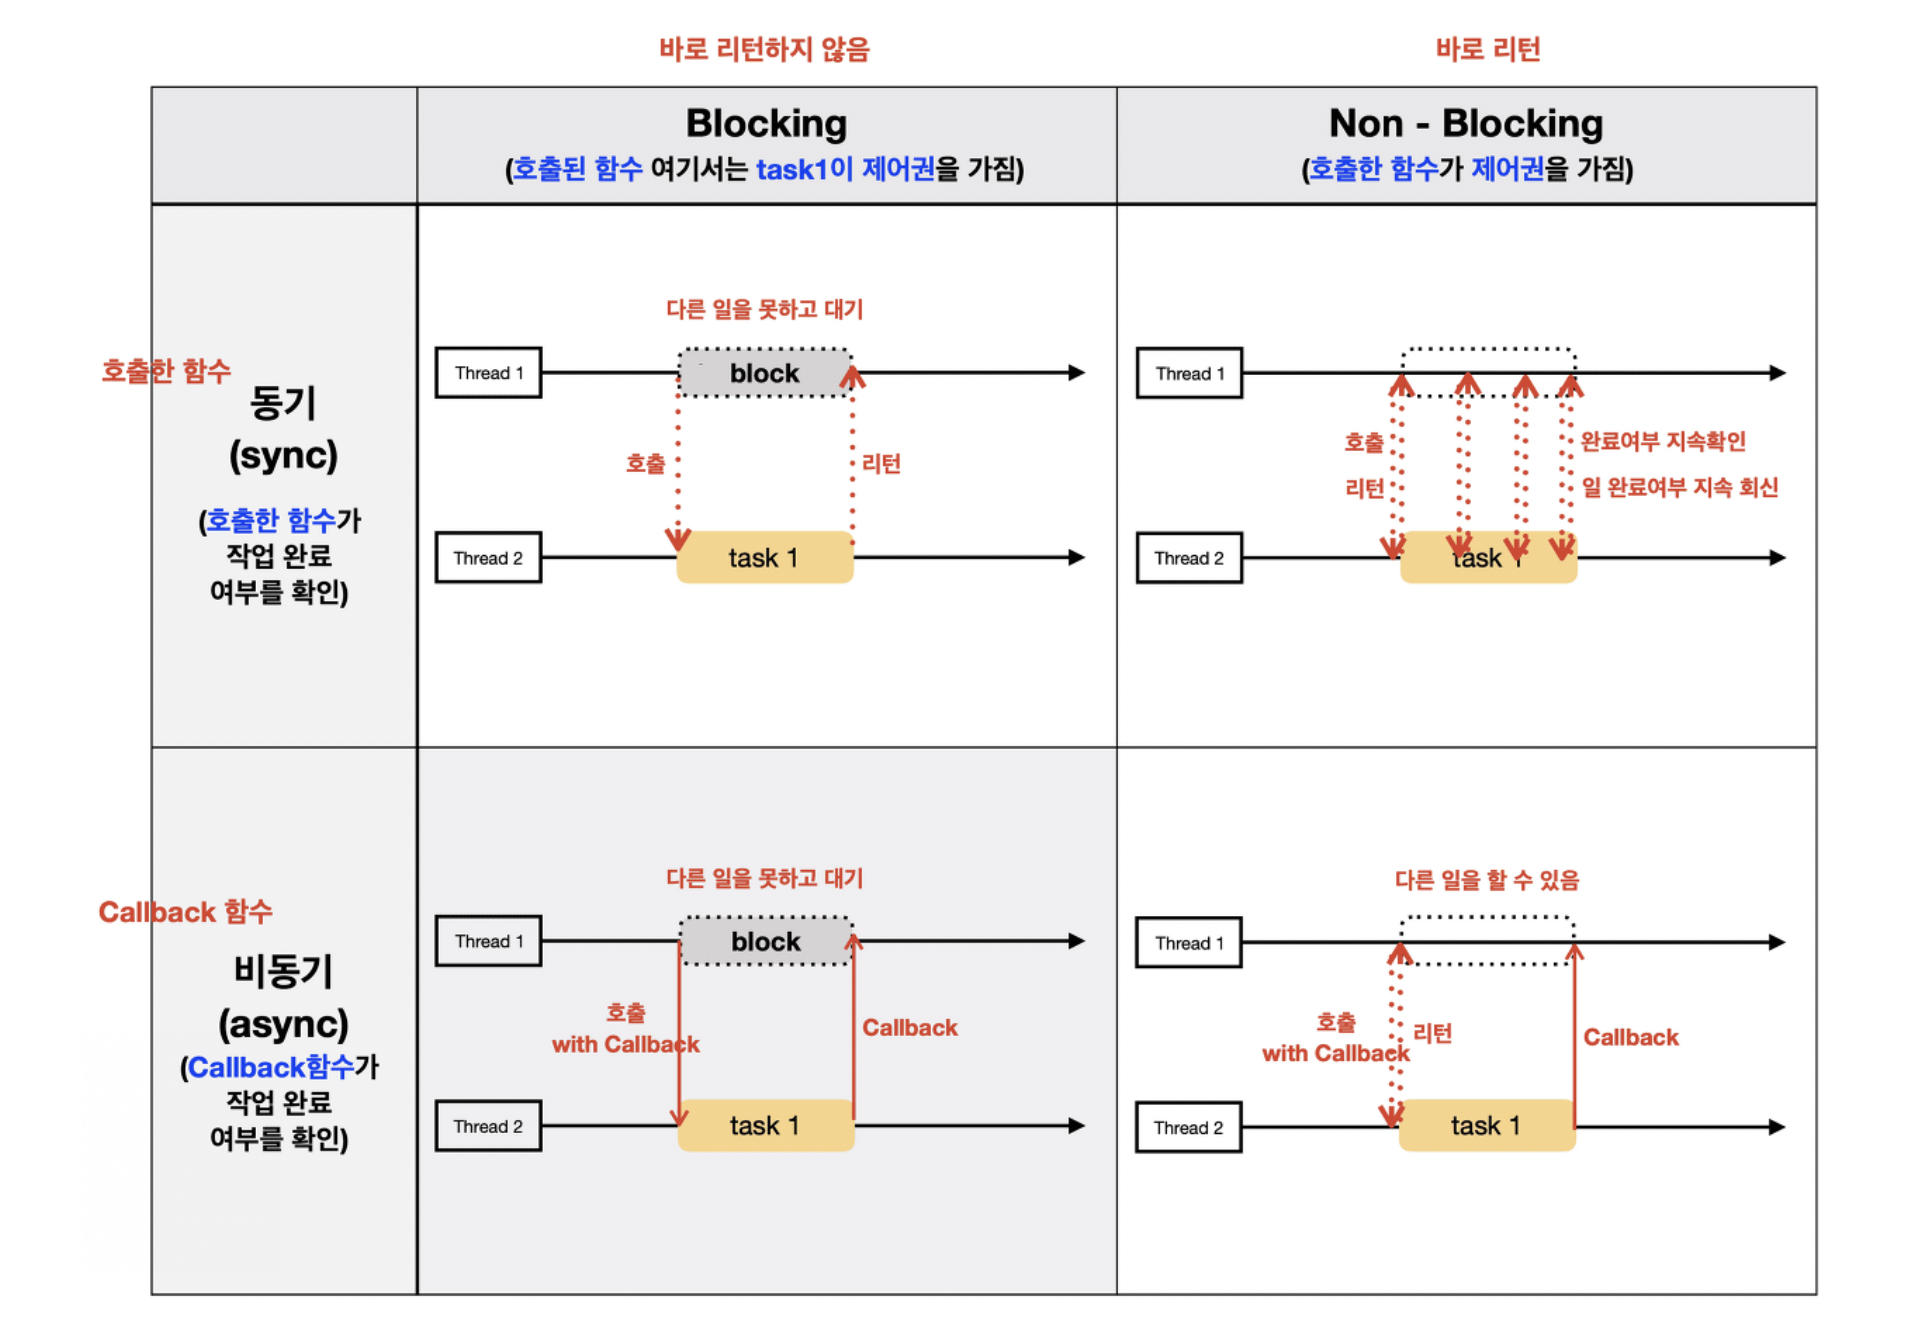 바로 리턴하지 않음
바로 리턴
Blocking
(호출된 함수 여기서는 task1이 제어권을 가짐)
Non - Blocking
(호출한 함수가 제어권을 가짐)
호출한 함수
동기
(sync)
(호출한 함수가
작업 완료
여부를 확인)
다른 일을 못하고 대기
Thread 1
block
호출
리턴
Thread 2
task 1
Thread 1
호출
리턴
완료여부 지속확인
일 완료여부 지속 회신
Thread 2
task 1
Callback 함수
비동기
(async)
(Callback함수가
작업 완료
여부를 확인)
다른 일을 못하고 대기
Thread 1
block
호출
with Callback
Callback
Thread 2
task 1
다른 일을 할 수 있음
Thread 1
호출
with Callback
리턴
Callback
Thread 2
task 1